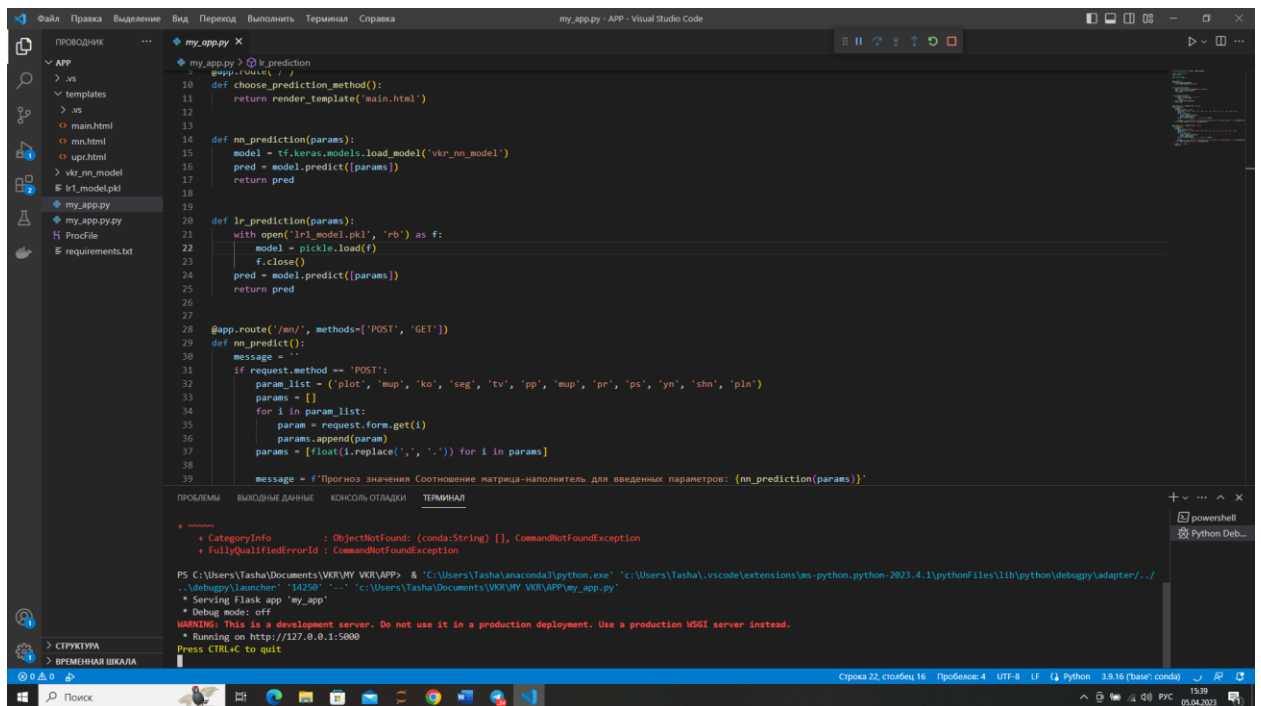 Файл Правка Выделение Вид Переход Выполнить Терминал Справка
my_app.py - APP - Visual Studio Code
ПРОВОДНИК ...
my_app.py ×
my_app.py > lr_prediction
APP
.vs
templates
.vs
main.html
mn.html
upr.html
vkr_nn_model
lr1_model.pkl
my_app.py
my_app.py.py
ProcFile
requirements.txt
9 @app.route('/')
10 def choose_prediction_method():
11 return render_template('main.html')
12
13
14 def nn_prediction(params):
15 model = tf.keras.models.load_model('vkr_nn_model')
16 pred = model.predict([params])
17 return pred
18
19
20 def lr_prediction(params):
21 with open('lr1_model.pkl', 'rb') as f:
22 model = pickle.load(f)
23 f.close()
24 pred = model.predict([params])
25 return pred
26
27
28 @app.route('/mn/', methods=['POST', 'GET'])
29 def nn_predict():
30 message = ''
31 if request.method == 'POST':
32 param_list = ('plot', 'mup', 'ko', 'seg', 'tv', 'pp', 'mup', 'pr', 'ps', 'yn', 'shn', 'pln')
33 params = []
34 for i in param_list:
35 param = request.form.get(i)
36 params.append(param)
37 params = [float(i.replace(',', '.')) for i in params]
38
39 message = f'Прогноз значения Соотношение матрица-наполнитель для введенных параметров: {nn_prediction(params)}'
ПРОБЛЕМЫ ВЫХОДНЫЕ ДАННЫЕ КОНСОЛЬ ОТЛАДКИ ТЕРМИНАЛ
powershell
Python Deb...
+ ~~~~~
+ CategoryInfo : ObjectNotFound: (conda:String) [], CommandNotFoundException
+ FullyQualifiedErrorId : CommandNotFoundException
PS C:\Users\Tasha\Documents\VKR\MY VKR\APP> & 'C:\Users\Tasha\anaconda3\python.exe' 'c:\Users\Tasha\.vscode\extensions\ms-python.python-2023.4.1\pythonFiles\lib\python\debugpy\adapter/../
..\debugpy\launcher' '14250' '--' 'c:\Users\Tasha\Documents\VKR\MY VKR\APP\my_app.py'
* Serving Flask app 'my_app'
* Debug mode: off
WARNING: This is a development server. Do not use it in a production deployment. Use a production WSGI server instead.
* Running on http://127.0.0.1:5000
Press CTRL+C to quit
СТРУКТУРА
ВРЕМЕННАЯ ШКАЛА
0 0 Строка 22, столбец 16 Пробелов: 4 UTF-8 LF Python 3.9.16 ('base': conda)
Поиск
РУС 15:39
05.04.2023